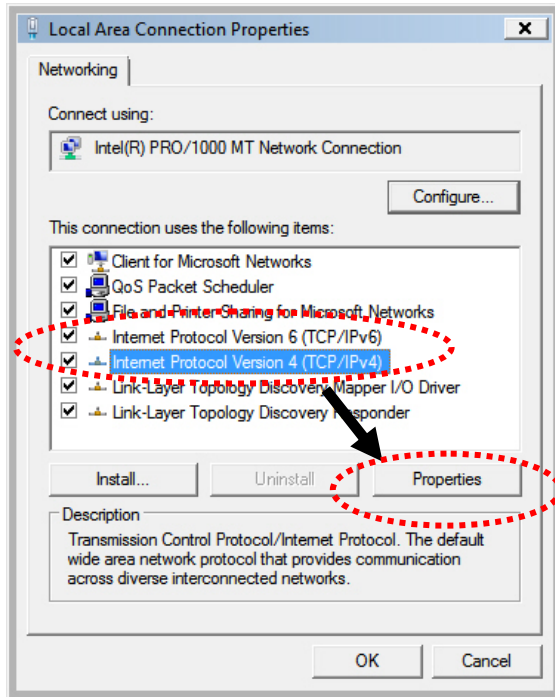 Local Area Connection Properties
Networking
Connect using:
Intel(R) PRO/1000 MT Network Connection
Configure...
This connection uses the following items:
Client for Microsoft Networks
QoS Packet Scheduler
File and Printer Sharing for Microsoft Networks
Internet Protocol Version 6 (TCP/IPv6)
Internet Protocol Version 4 (TCP/IPv4)
Link-Layer Topology Discovery Mapper I/O Driver
Link-Layer Topology Discovery Responder
Install... Uninstall Properties
Description
Transmission Control Protocol/Internet Protocol. The default
wide area network protocol that provides communication
across diverse interconnected networks.
OK Cancel